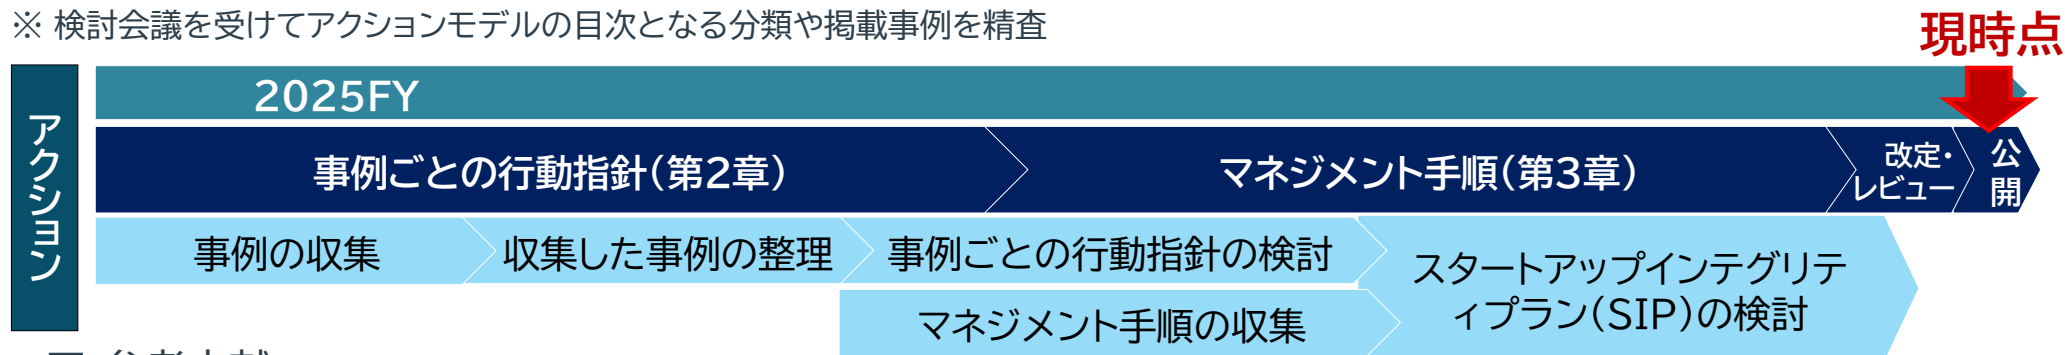 ※ 検討会議を受けてアクションモデルの目次となる分類や掲載事例を精査
現時点
アクション
2025FY
事例ごとの行動指針(第2章)
マネジメント手順(第3章)
改定・
レビュー
公
開
事例の収集
収集した事例の整理
事例ごとの行動指針の検討
スタートアップインテグリテ
ィプラン(SIP)の検討
マネジメント手順の収集